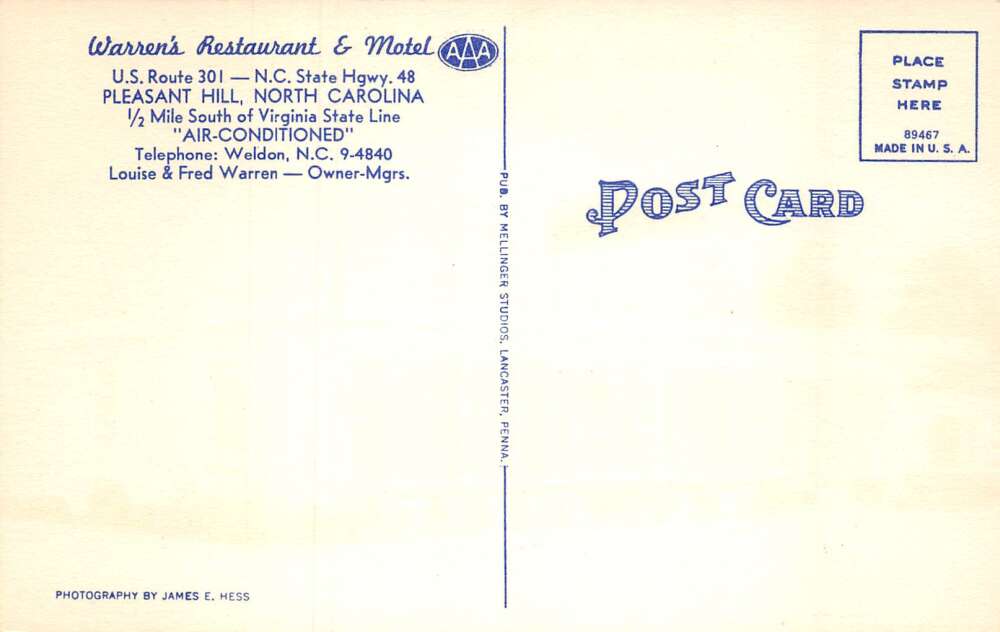 Warren's Restaurant & Motel AAA
U.S. Route 301 — N.C. State Hgwy. 48
PLEASANT HILL, NORTH CAROLINA
1/2 Mile South of Virginia State Line
"AIR-CONDITIONED"
Telephone: Weldon, N.C. 9-4840
Louise & Fred Warren — Owner-Mgrs.
PHOTOGRAPHY BY JAMES E. HESS
PUB. BY MELLINGER STUDIOS, LANCASTER, PENNA.
PLACE
STAMP
HERE
89467
MADE IN U. S. A.
POST CARD